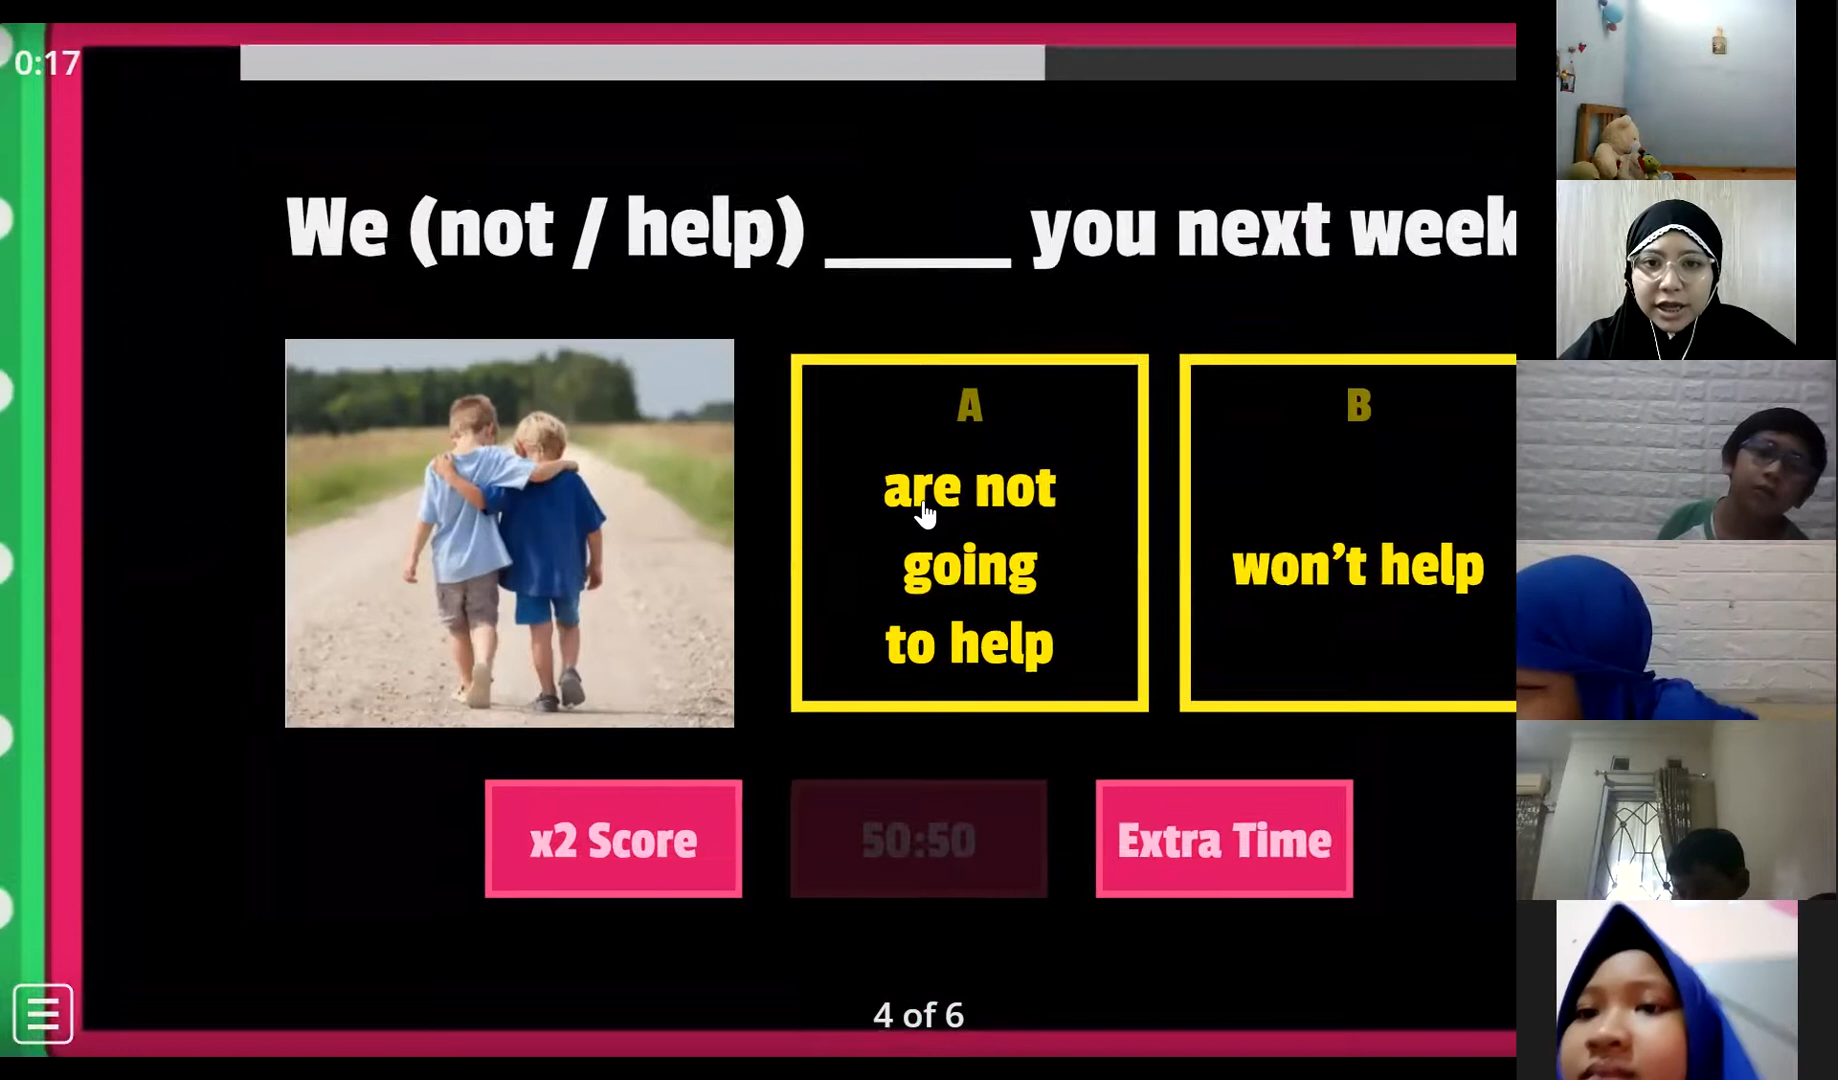 0:17
We (not / help) _____ you next week
A
are not
going
to help
B
won't help
x2 Score
50:50
Extra Time
4 of 6